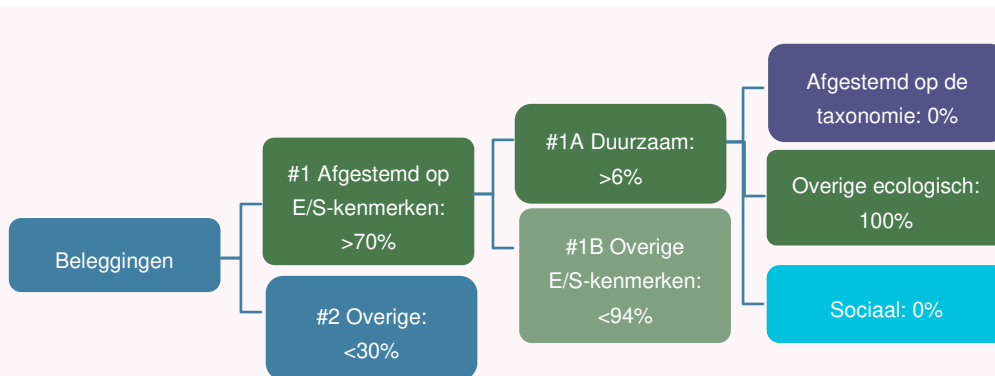 Beleggingen
#1 Afgestemd op
E/S-kenmerken:
>70%
#2 Overige:
<30%
#1A Duurzaam:
>6%
#1B Overige
E/S-kenmerken:
<94%
Afgestemd op de
taxonomie: 0%
Overige ecologisch:
100%
Sociaal: 0%